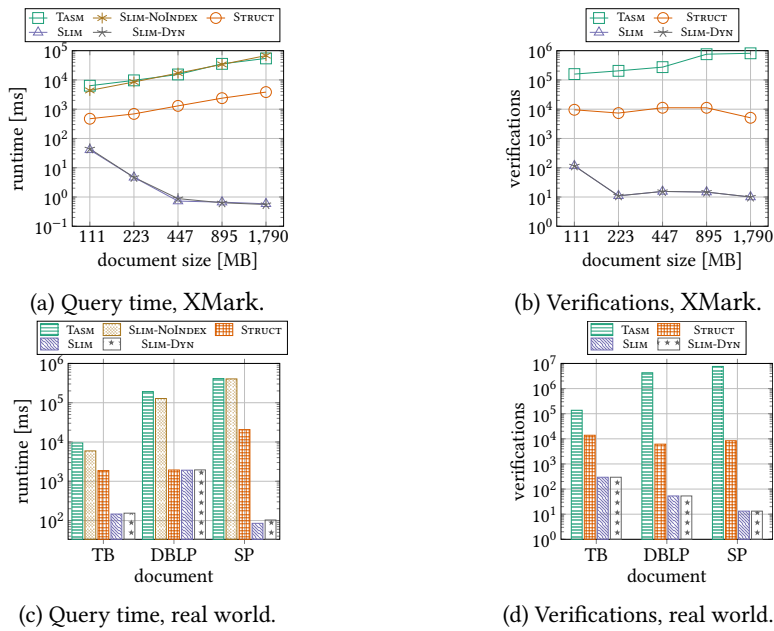 TASM SLIM-NOINDEX STRUCT
SLIM SLIM-DYN
10^5
10^4
10^3
10^2
10^1
10^0
10^−1
runtime [ms]
111 223 447 895 1,790
document size [MB]
(a) Query time, XMark.
TASM STRUCT
SLIM SLIM-DYN
10^6
10^5
10^4
10^3
10^2
10^1
10^0
verifications
111 223 447 895 1,790
document size [MB]
(b) Verifications, XMark.
TASM SLIM-NOINDEX STRUCT
SLIM SLIM-DYN
10^6
10^5
10^4
10^3
10^2
runtime [ms]
TB DBLP SP
document
(c) Query time, real world.
TASM STRUCT
SLIM SLIM-DYN
10^7
10^6
10^5
10^4
10^3
10^2
10^1
10^0
verifications
TB DBLP SP
document
(d) Verifications, real world.